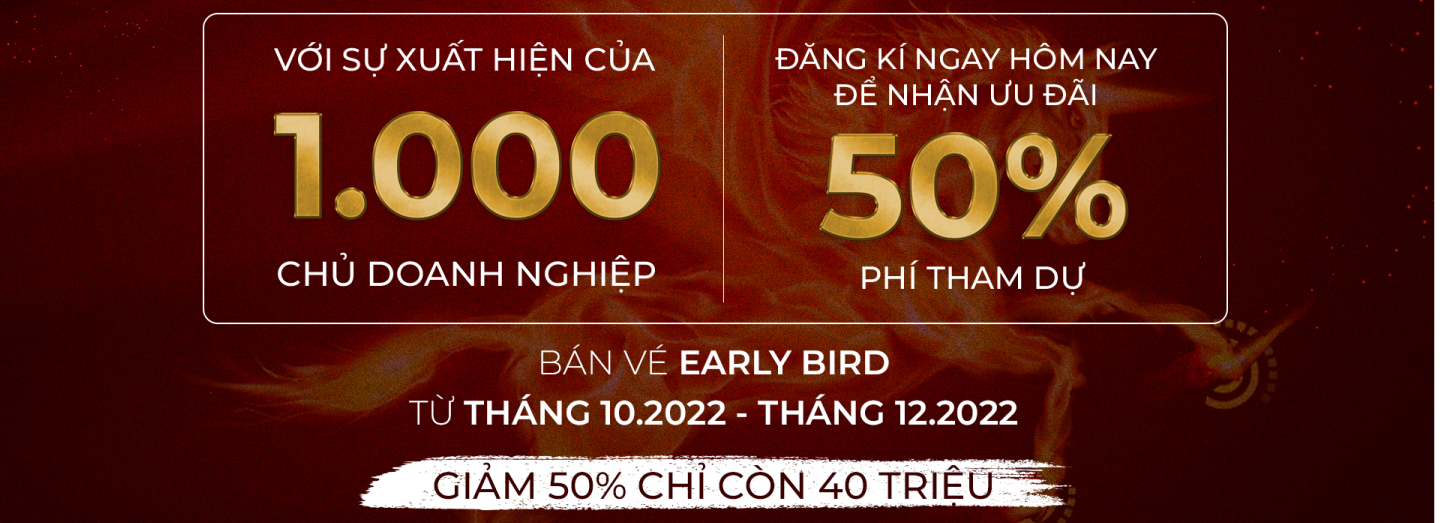 VỚI SỰ XUẤT HIỆN CỦA
1.000
CHỦ DOANH NGHIỆP
ĐĂNG KÍ NGAY HÔM NAY
ĐỂ NHẬN ƯU ĐÃI
50%
PHÍ THAM DỰ
BÁN VÉ EARLY BIRD
TỪ THÁNG 10.2022 - THÁNG 12.2022
GIẢM 50% CHỈ CÒN 40 TRIỆU